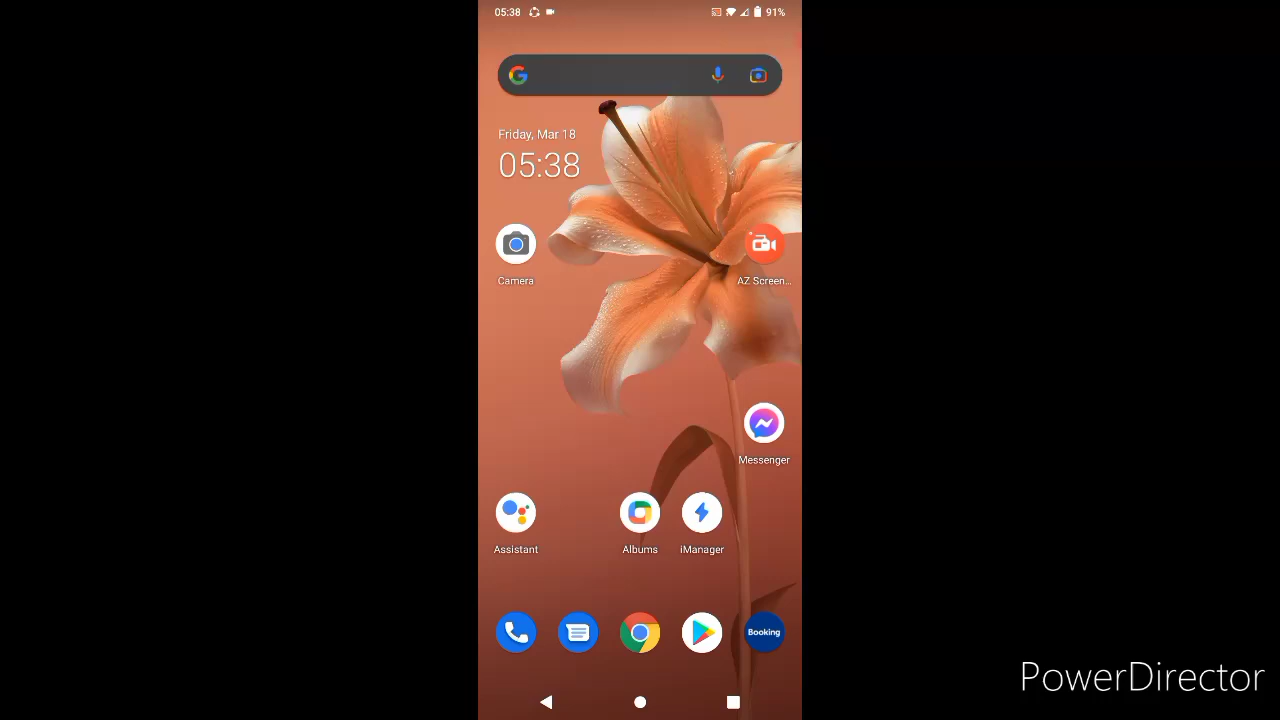 05:38
91%
Friday, Mar 18
05:38
Camera
AZ Screen...
Messenger
Assistant
Albums
iManager
Booking
PowerDirector